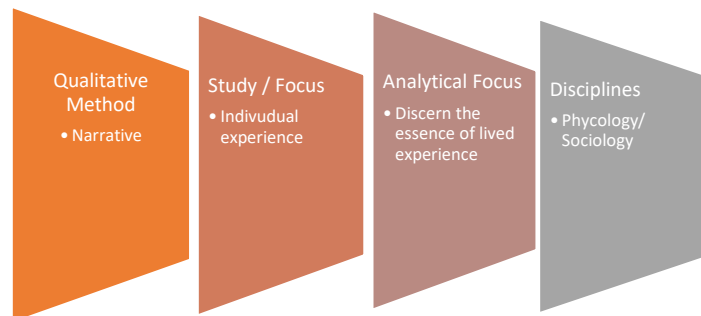 Qualitative
Method
• Narrative
Study / Focus
• Indivudual
experience
Analytical Focus
• Discern the
essence of lived
experience
Disciplines
• Phycology/
Sociology